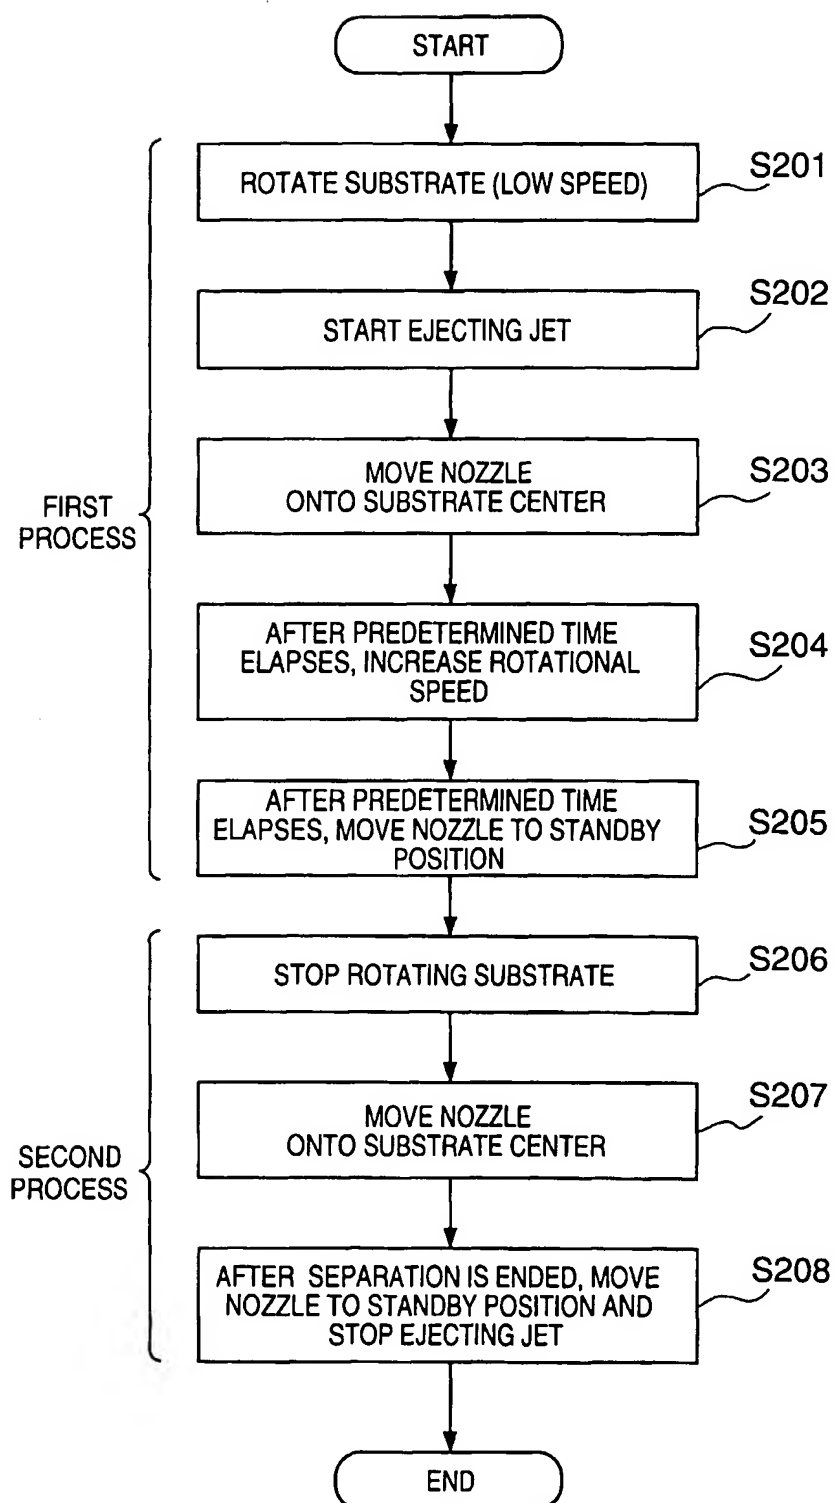 START
ROTATE SUBSTRATE (LOW SPEED)
S201
START EJECTING JET
S202
MOVE NOZZLE
ONTO SUBSTRATE CENTER
S203
FIRST
PROCESS
AFTER PREDETERMINED TIME
ELAPSES, INCREASE ROTATIONAL
SPEED
S204
AFTER PREDETERMINED TIME
ELAPSES, MOVE NOZZLE TO STANDBY
POSITION
S205
STOP ROTATING SUBSTRATE
S206
MOVE NOZZLE
ONTO SUBSTRATE CENTER
S207
SECOND
PROCESS
AFTER SEPARATION IS ENDED, MOVE
NOZZLE TO STANDBY POSITION AND
STOP EJECTING JET
S208
END